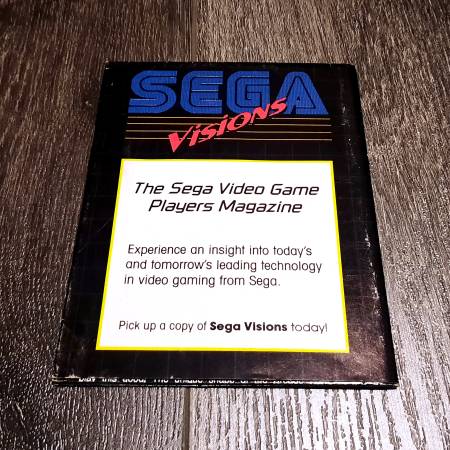 SEGA
Visions
The Sega Video Game
Players Magazine
Experience an insight into today's
and tomorrow's leading technology
in video gaming from Sega.
Pick up a copy of Sega Visions today!